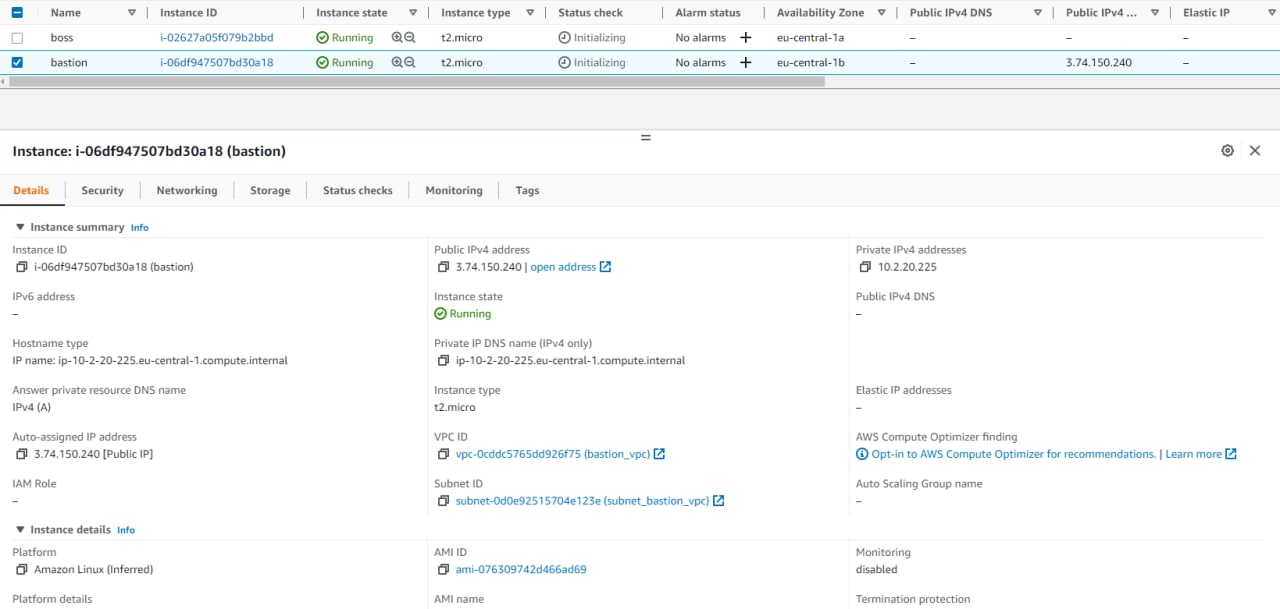 Name Instance ID Instance state Instance type Status check Alarm status Availability Zone Public IPv4 DNS Public IPv4 ... Elastic IP
boss i-02627a05f079b2bbd Running t2.micro Initializing No alarms + eu-central-1a – – –
bastion i-06df947507bd30a18 Running t2.micro Initializing No alarms + eu-central-1b – 3.74.150.240 –
Instance: i-06df947507bd30a18 (bastion)
Details Security Networking Storage Status checks Monitoring Tags
Instance summary Info
Instance ID Public IPv4 address Private IPv4 addresses
i-06df947507bd30a18 (bastion) 3.74.150.240 | open address 10.2.20.225
IPv6 address Instance state Public IPv4 DNS
– Running –
Hostname type Private IP DNS name (IPv4 only)
IP name: ip-10-2-20-225.eu-central-1.compute.internal ip-10-2-20-225.eu-central-1.compute.internal
Answer private resource DNS name Instance type Elastic IP addresses
IPv4 (A) t2.micro –
Auto-assigned IP address VPC ID AWS Compute Optimizer finding
3.74.150.240 [Public IP] vpc-0cddc5765dd926f75 (bastion_vpc) Opt-in to AWS Compute Optimizer for recommendations. | Learn more
IAM Role Subnet ID Auto Scaling Group name
– subnet-0d0e92515704e123e (subnet_bastion_vpc) –
Instance details Info
Platform AMI ID Monitoring
Amazon Linux (Inferred) ami-076309742d466ad69 disabled
Platform details AMI name Termination protection